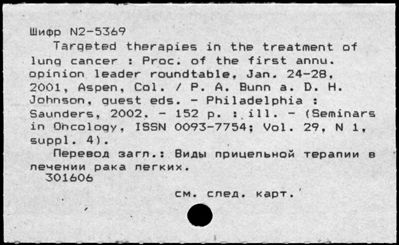 Шифр N2-5369
Targeted therapies in the treatment of
lung cancer : Proc. of the first annu.
opinion leader roundtable, Jan. 24-28,
2001, Aspen, Col. / P. A. Bunn a. D. H.
Johnson, guest eds. - Philadelphia :
Saunders, 2002. - 152 p. : ill. - (Seminars
in Oncology, ISSN 0093-7754; Vol. 29, N 1,
suppl. 4).
Перевод загл.: Виды прицельной терапии в
лечении рака легких.
301606
см. след. карт.